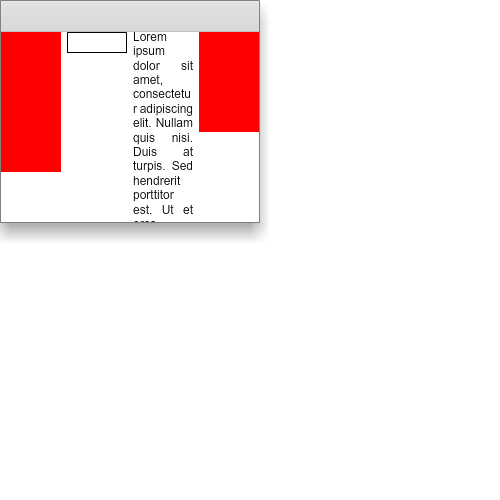 Lorem
ipsum
dolor sit
amet,
consectetu
r adipiscing
elit. Nullam
quis nisi.
Duis at
turpis. Sed
hendrerit
porttitor
est. Ut et